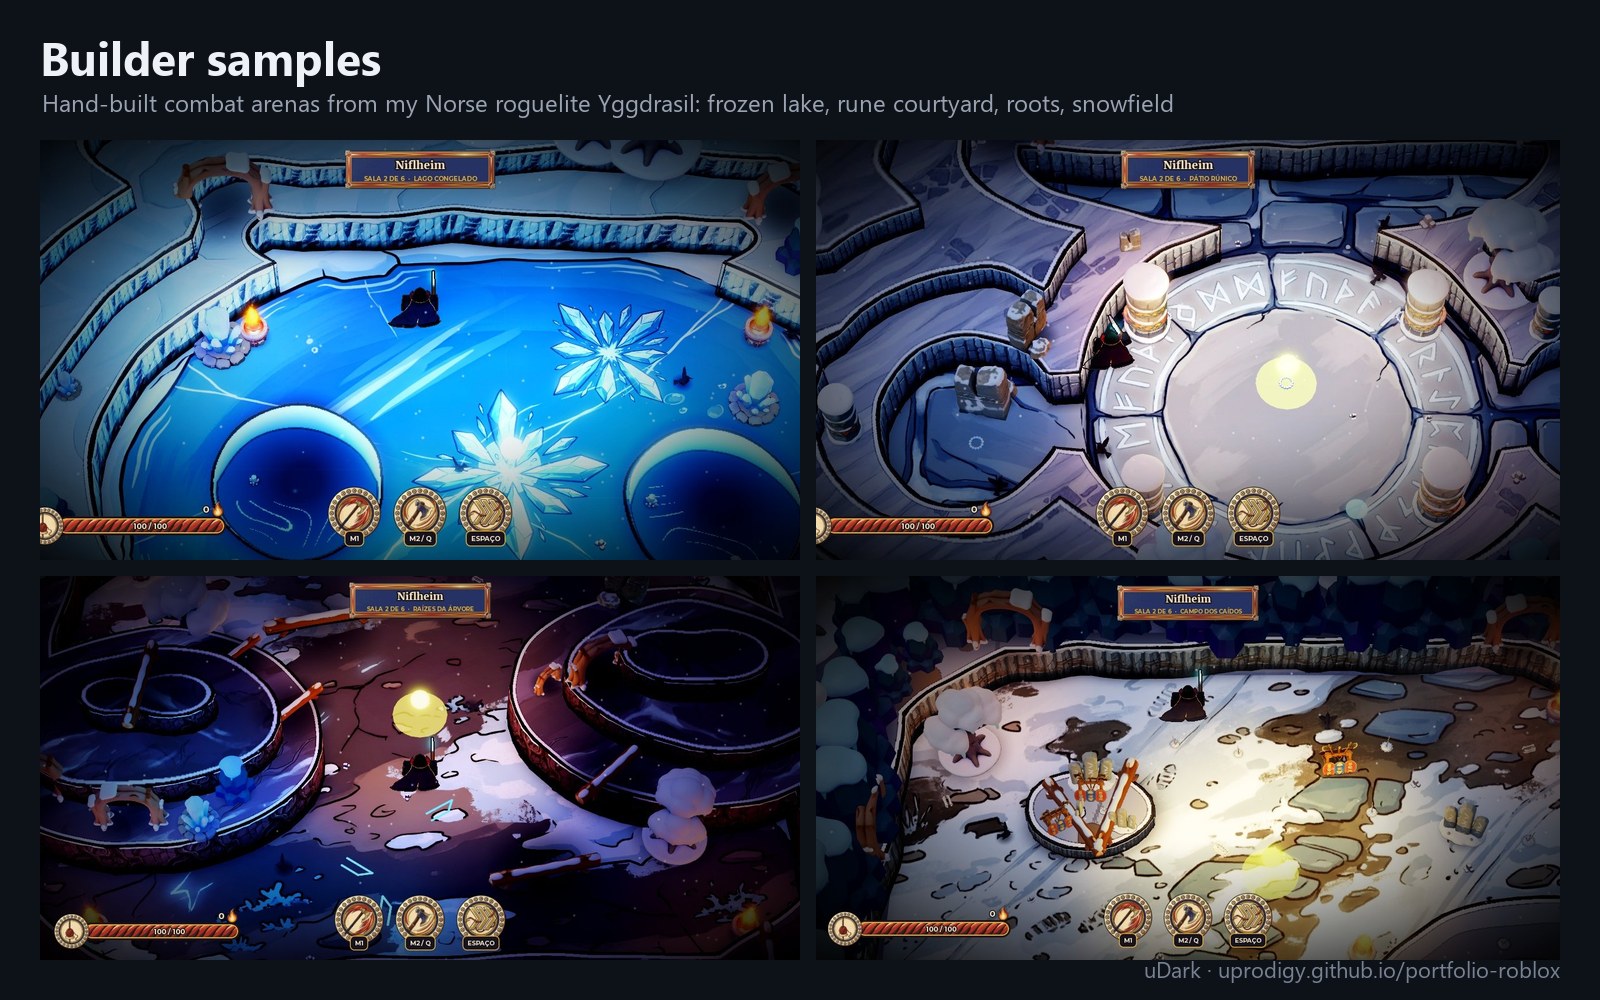 Builder samples
Hand-built combat arenas from my Norse roguelite Yggdrasil: frozen lake, rune courtyard, roots, snowfield
Niflheim
SALA 2 DE 6 · LAGO CONGELADO
0
100 / 100
M1
M2 / Q
ESPAÇO
Niflheim
SALA 2 DE 6 · PÁTIO RÚNICO
0
100 / 100
M1
M2 / Q
ESPAÇO
Niflheim
SALA 2 DE 6 · RAÍZES DA ÁRVORE
0
100 / 100
M1
M2 / Q
ESPAÇO
Niflheim
SALA 2 DE 6 · CAMPO DOS CAÍDOS
0
100 / 100
M1
M2 / Q
ESPAÇO
uDark · uprodigy.github.io/portfolio-roblox